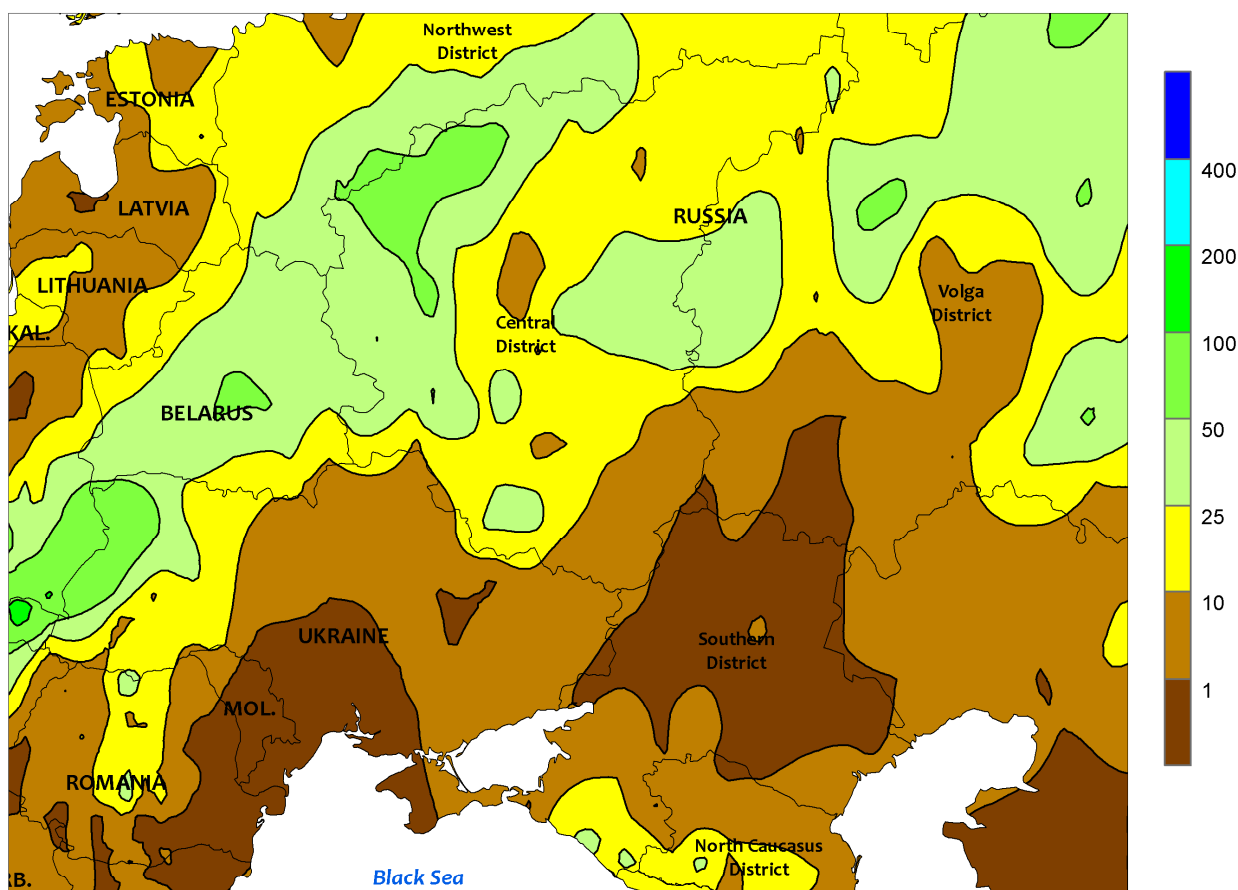 Northwest
District
ESTONIA
400
LATVIA
RUSSIA
200
LITHUANIA
Volga
District
KAL.
Central
District
100
BELARUS
50
25
10
UKRAINE
Southern
District
1
MOL.
ROMANIA
North Caucasus
District
Black Sea
RB.